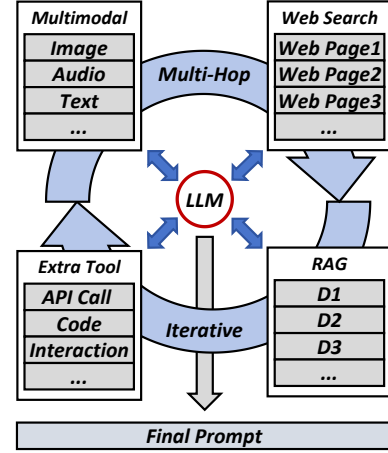 Multimodal
Image
Audio
Text
...
Multi-Hop
Web Search
Web Page1
Web Page2
Web Page3
...
LLM
Extra Tool
API Call
Code
Interaction
...
Iterative
RAG
D1
D2
D3
...
Final Prompt